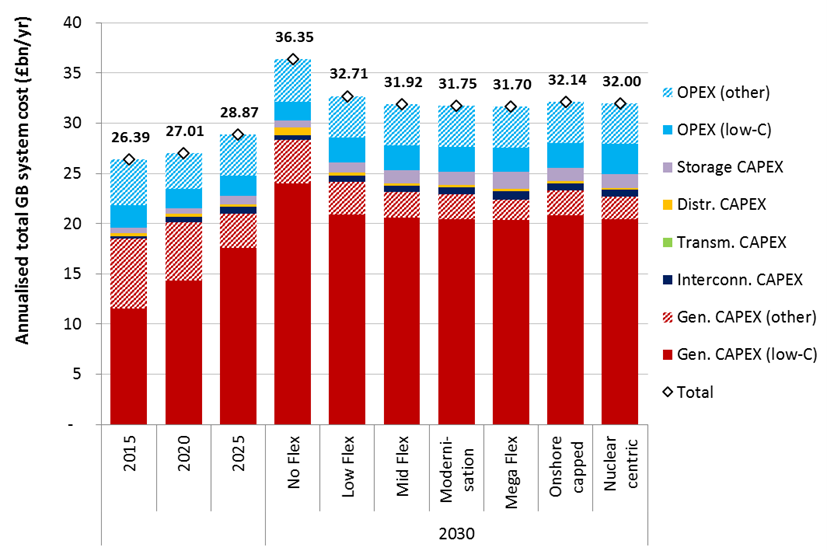 Annualised total GB system cost (£bn/yr)
40
35
30
25
20
15
10
5
-
26.39
27.01
28.87
36.35
32.71
31.92
31.75
31.70
32.14
32.00
2015
2020
2025
No Flex
Low Flex
Mid Flex
Moderni-
sation
Mega Flex
Onshore
capped
Nuclear
centric
2030
OPEX (other)
OPEX (low-C)
Storage CAPEX
Distr. CAPEX
Transm. CAPEX
Interconn. CAPEX
Gen. CAPEX (other)
Gen. CAPEX (low-C)
Total